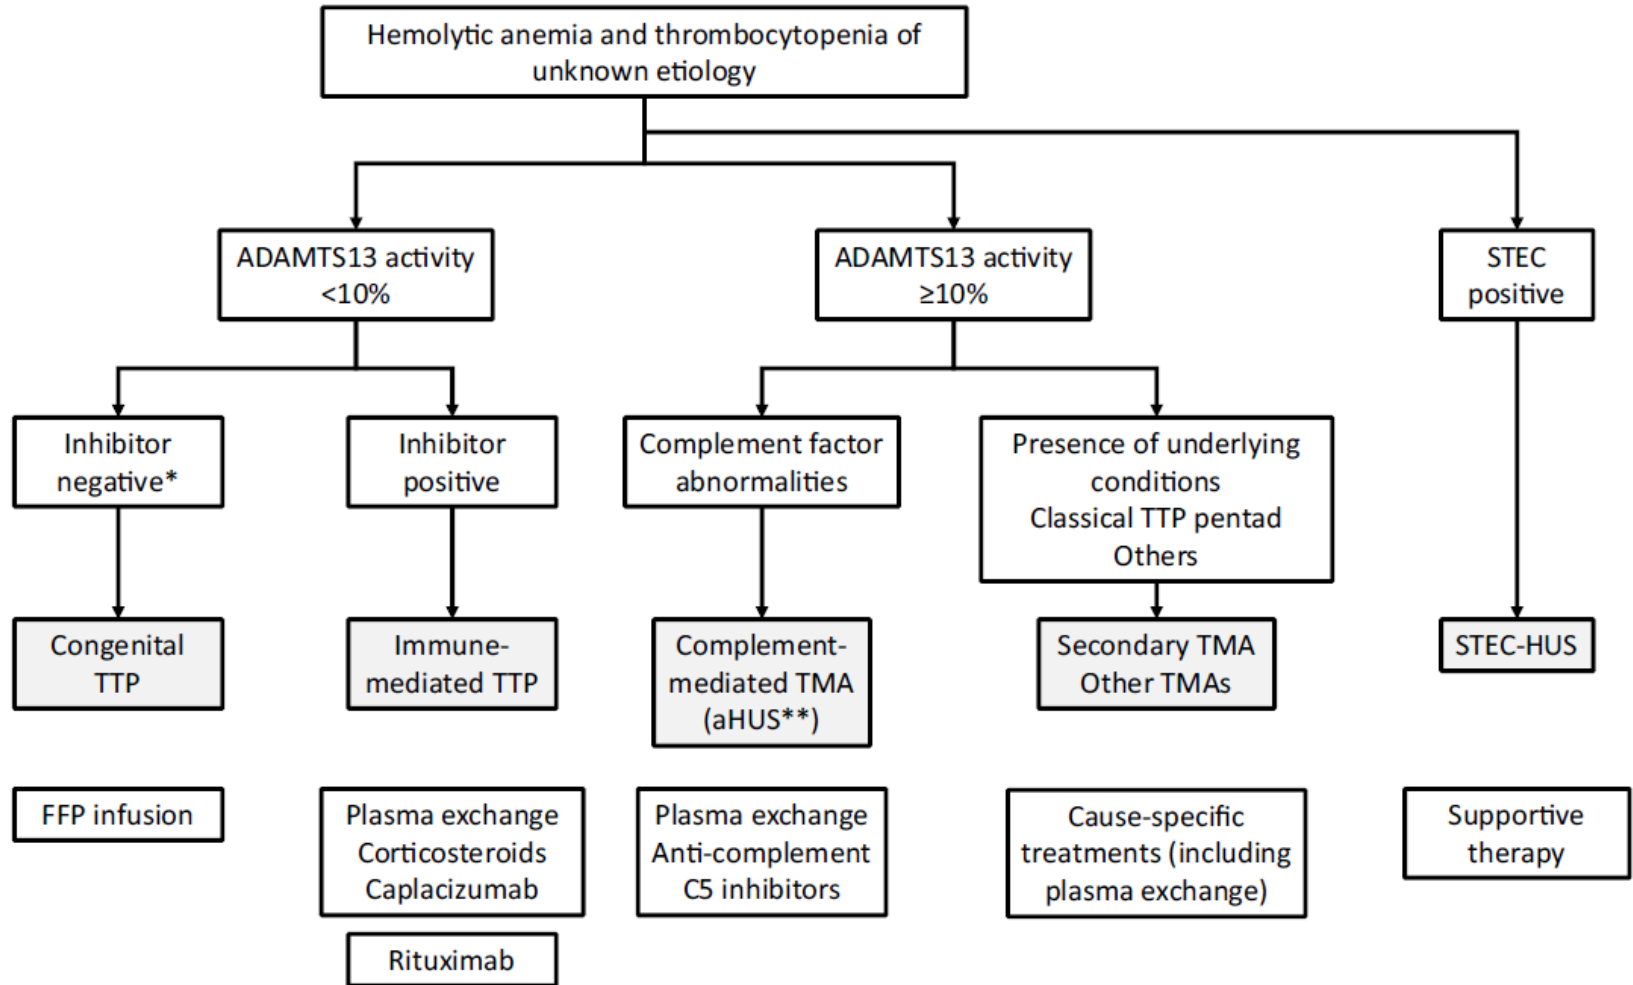 Hemolytic anemia and thrombocytopenia of
unknown etiology
ADAMTS13 activity
<10%
ADAMTS13 activity
≥10%
STEC
positive
Inhibitor
negative*
Inhibitor
positive
Complement factor
abnormalities
Presence of underlying
conditions
Classical TTP pentad
Others
Congenital
TTP
Immune-
mediated TTP
Complement-
mediated TMA
(aHUS**)
Secondary TMA
Other TMAs
STEC-HUS
FFP infusion
Plasma exchange
Corticosteroids
Caplacizumab
Rituximab
Plasma exchange
Anti-complement
C5 inhibitors
Cause-specific
treatments (including
plasma exchange)
Supportive
therapy